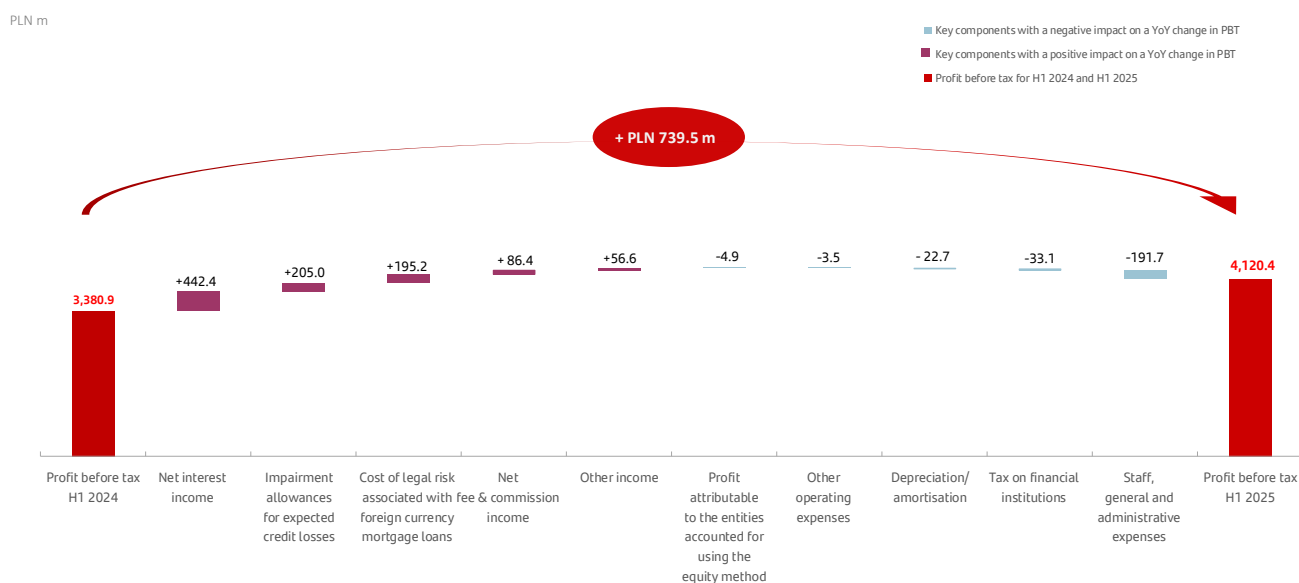 PLN m
Key components with a negative impact on a YoY change in PBT
Key components with a positive impact on a YoY change in PBT
Profit before tax for H1 2024 and H1 2025
+ PLN 739.5 m
3,380.9
+442.4
+205.0
+195.2
+ 86.4
+56.6
-4.9
-3.5
- 22.7
-33.1
-191.7
4,120.4
Profit before tax
H1 2024
Net interest
income
Impairment
allowances
for expected
credit losses
Cost of legal risk
associated with
foreign currency
mortgage loans
Net
fee & commission
income
Other income
Profit
attributable
to the entities
accounted for
using the
equity method
Other
operating
expenses
Depreciation/
amortisation
Tax on financial
institutions
Staff,
general and
administrative
expenses
Profit before tax
H1 2025